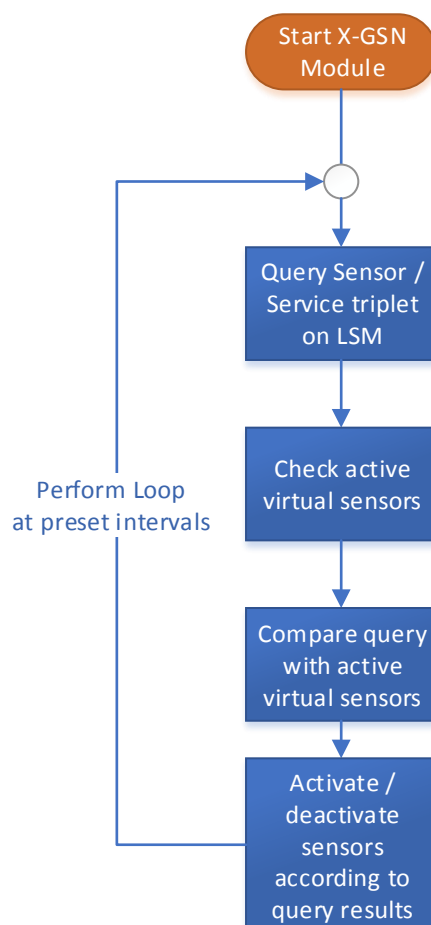 Start X-GSN
Module
Query Sensor /
Service triplet
on LSM
Check active
virtual sensors
Perform Loop
at preset intervals
Compare query
with active
virtual sensors
Activate /
deactivate
sensors
according to
query results